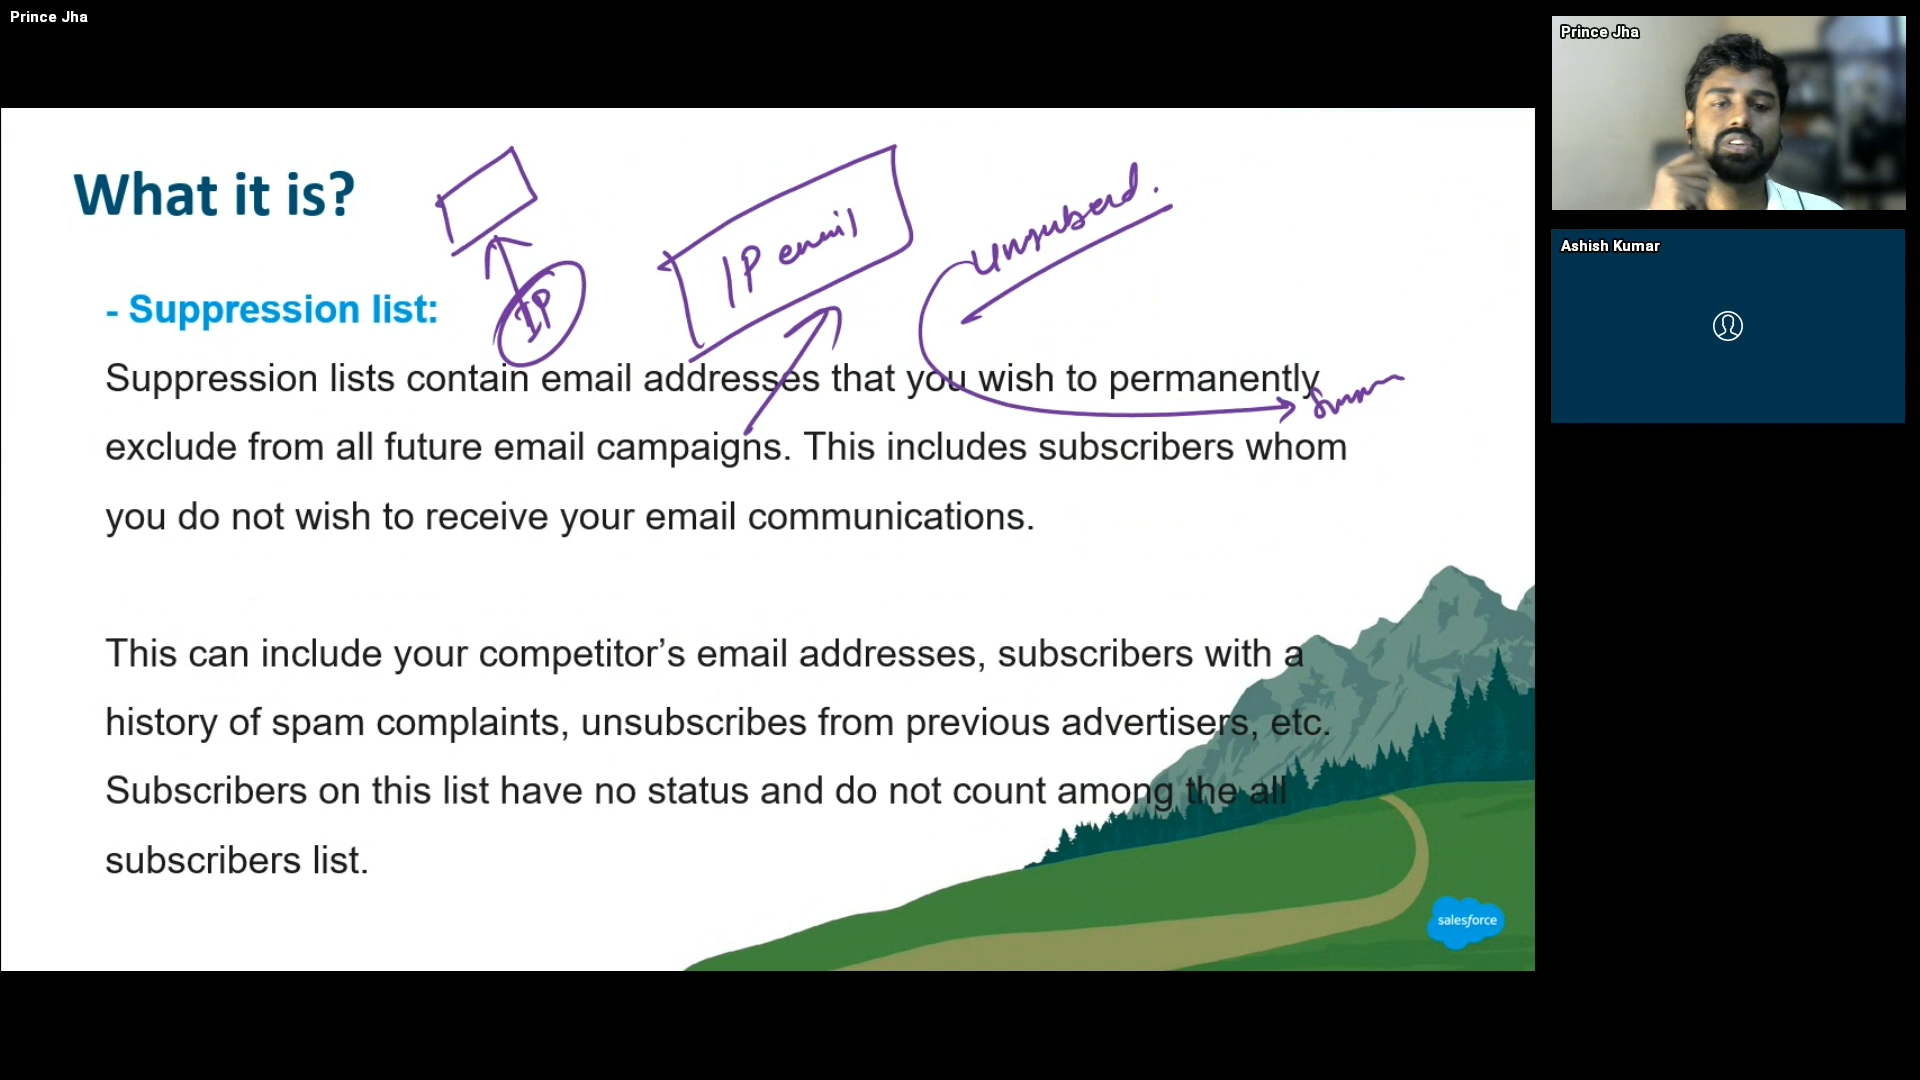 Prince Jha
Prince Jha
Ashish Kumar
What it is?
IP
IP email
- Suppression list:
Suppression lists contain email addresses that you wish to permanently
exclude from all future email campaigns. This includes subscribers whom
you do not wish to receive your email communications.
This can include your competitor’s email addresses, subscribers with a
history of spam complaints, unsubscribes from previous advertisers, etc.
Subscribers on this list have no status and do not count among the all
subscribers list.
salesforce